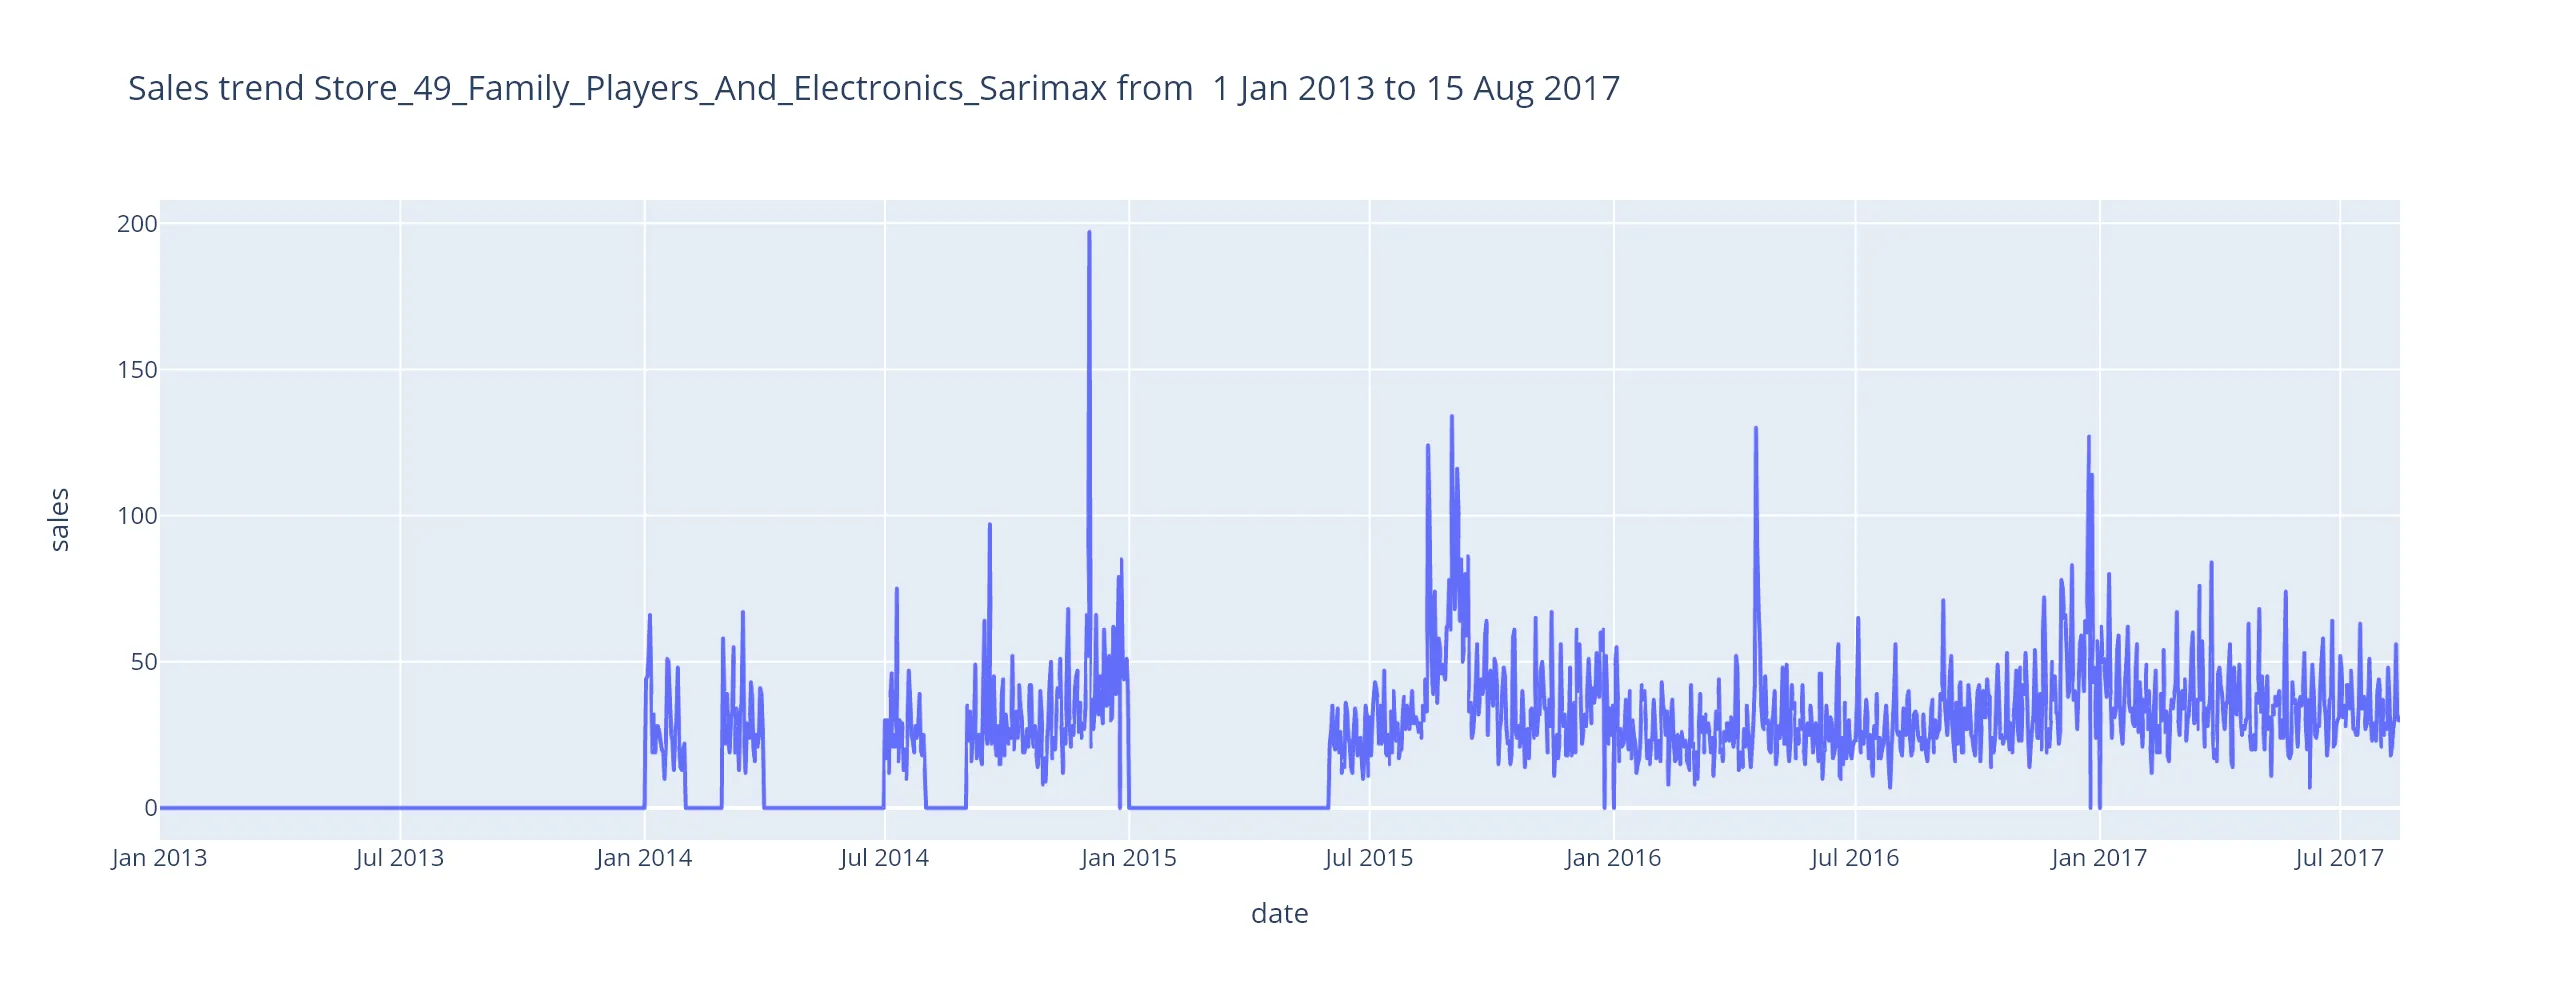 Sales trend Store_49_Family_Players_And_Electronics_Sarimax from  1 Jan 2013 to 15 Aug 2017
200
150
100
50
0
sales
Jan 2013 Jul 2013 Jan 2014 Jul 2014 Jan 2015 Jul 2015 Jan 2016 Jul 2016 Jan 2017 Jul 2017
date